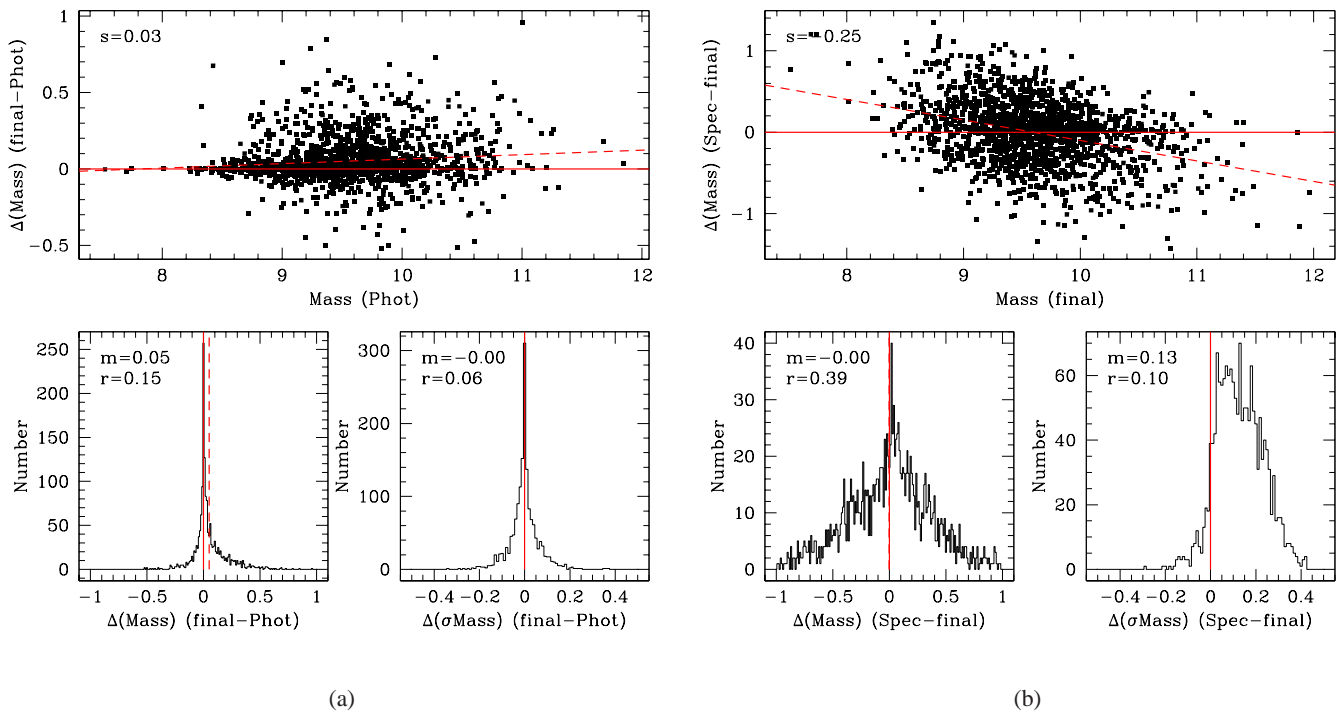 1
0.5
0
−0.5
Δ(Mass) (final−Phot)
s=0.03
8
9
10
11
12
Mass (Phot)
1
0
−1
Δ(Mass) (Spec−final)
s=−0.25
8
9
10
11
12
Mass (final)
250
200
150
100
50
0
Number
m=0.05
r=0.15
−1
−0.5
0
0.5
1
Δ(Mass) (final−Phot)
300
200
100
0
Number
m=−0.00
r=0.06
−0.4
−0.2
0
0.2
0.4
Δ(σMass) (final−Phot)
40
30
20
10
0
Number
m=−0.00
r=0.39
−1
−0.5
0
0.5
1
Δ(Mass) (Spec−final)
60
40
20
0
Number
m=0.13
r=0.10
−0.4
−0.2
0
0.2
0.4
Δ(σMass) (Spec−final)
(a)
(b)